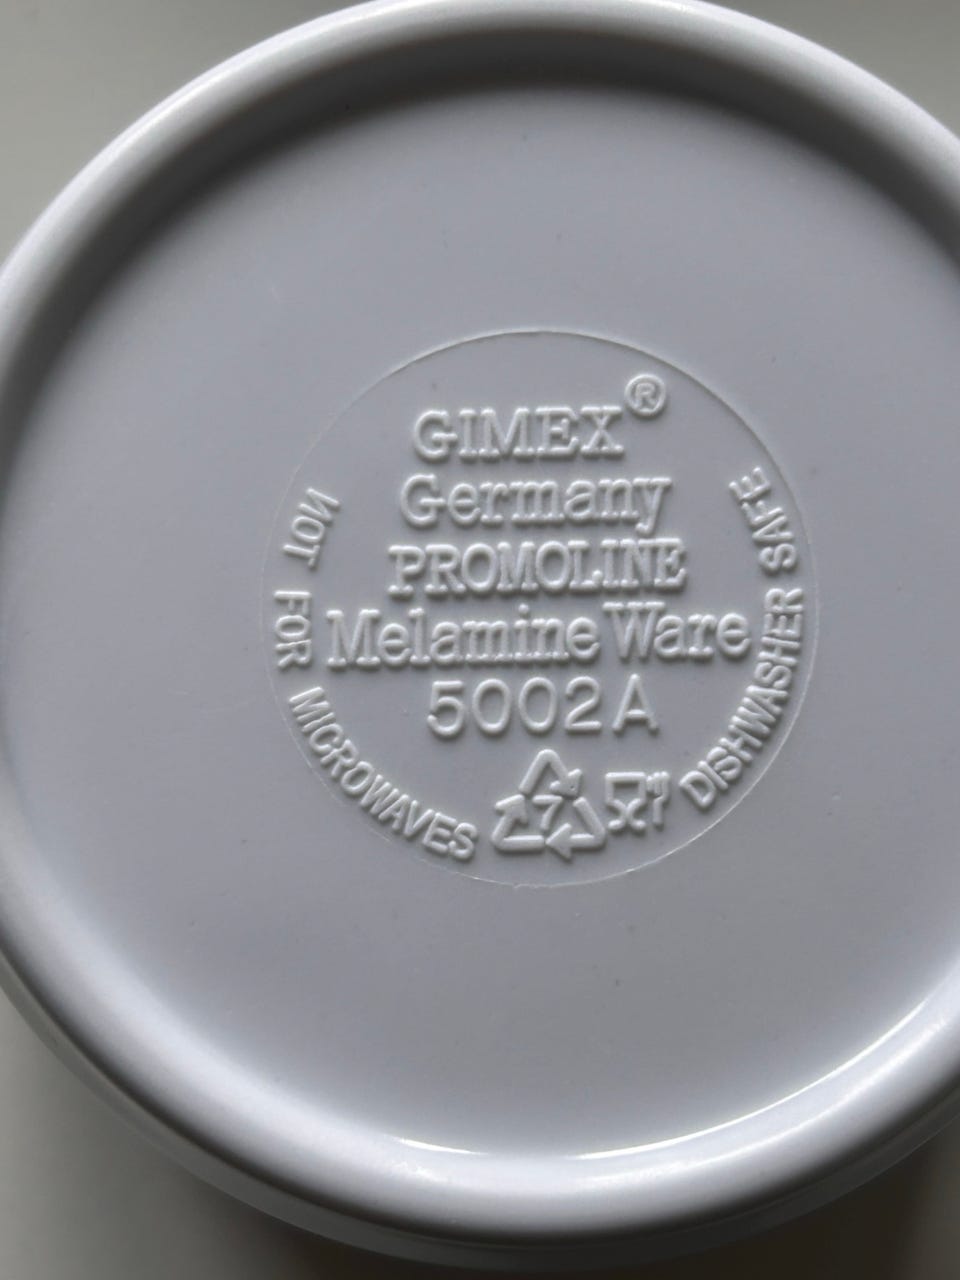 GIMEX®
Germany
PROMOLINE
Melamine Ware
5002A
7
NOT FOR MICROWAVES
DISHWASHER SAFE